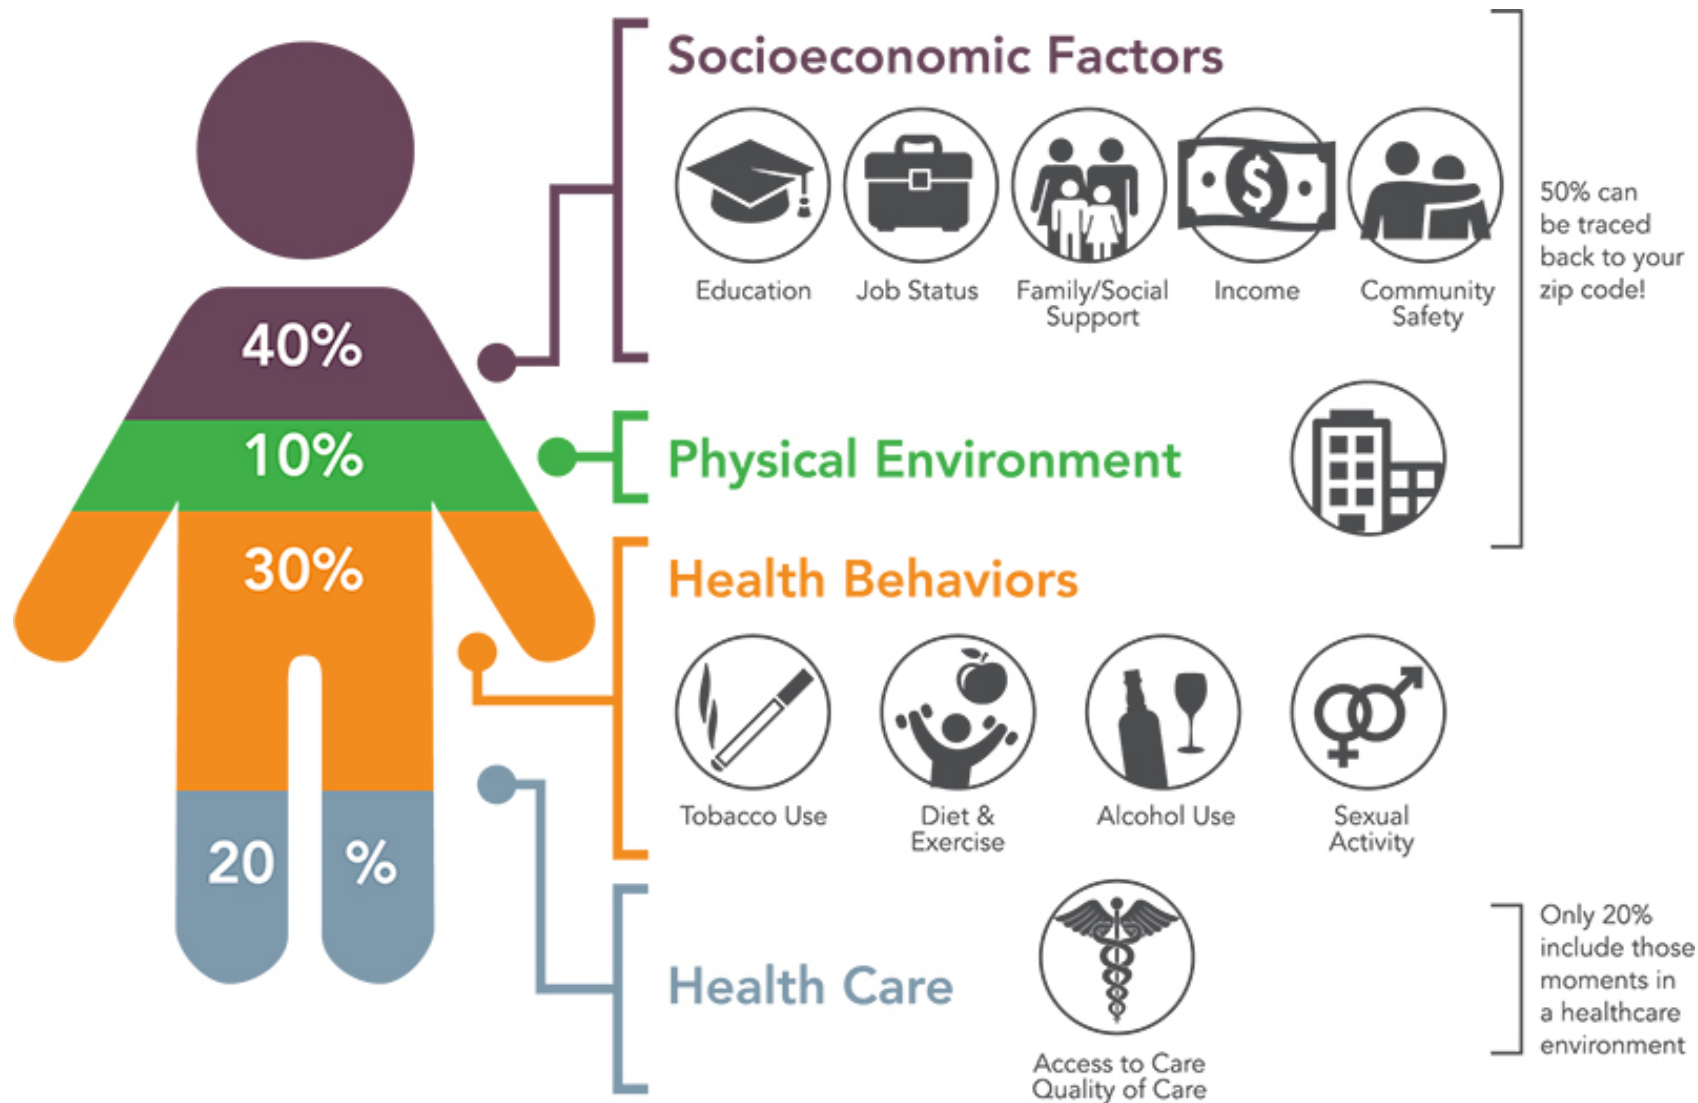 Socioeconomic Factors
Education
Job Status
Family/Social
Support
Income
Community
Safety
50% can
be traced
back to your
zip code!
40%
10%
Physical Environment
30%
Health Behaviors
Tobacco Use
Diet &
Exercise
Alcohol Use
Sexual
Activity
20 %
Health Care
Access to Care
Quality of Care
Only 20%
include those
moments in
a healthcare
environment